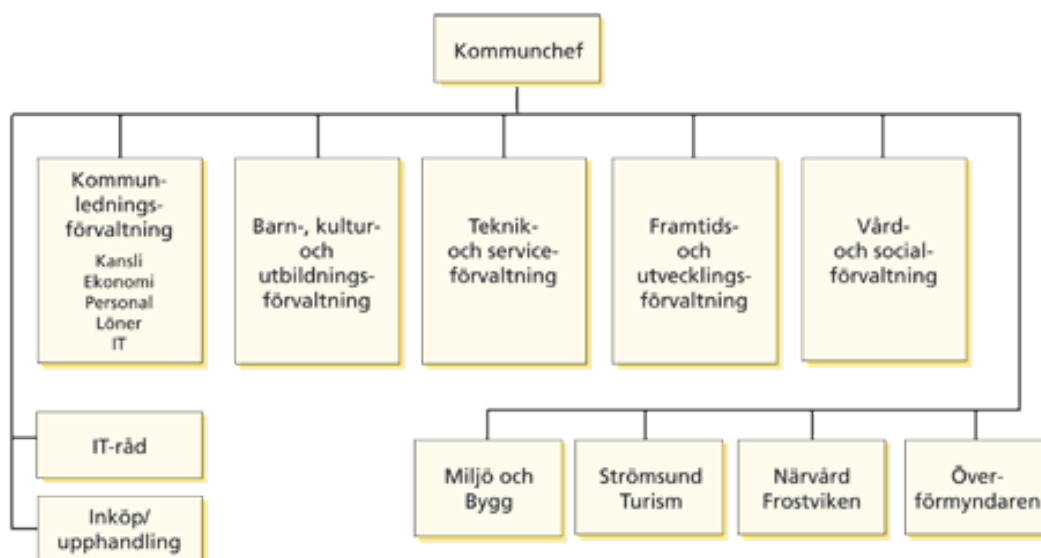 Kommunchef
Kommun-
lednings-
förvaltning
Kansli
Ekonomi
Personal
Löner
IT
Barn-, kultur-
och
utbildnings-
förvaltning
Teknik-
och service-
förvaltning
Framtids-
och
utvecklings-
förvaltning
Vård-
och social-
förvaltning
IT-råd
Inköp/
upphandling
Miljö och
Bygg
Strömsund
Turism
Närvård
Frostviken
Över-
förmyndaren